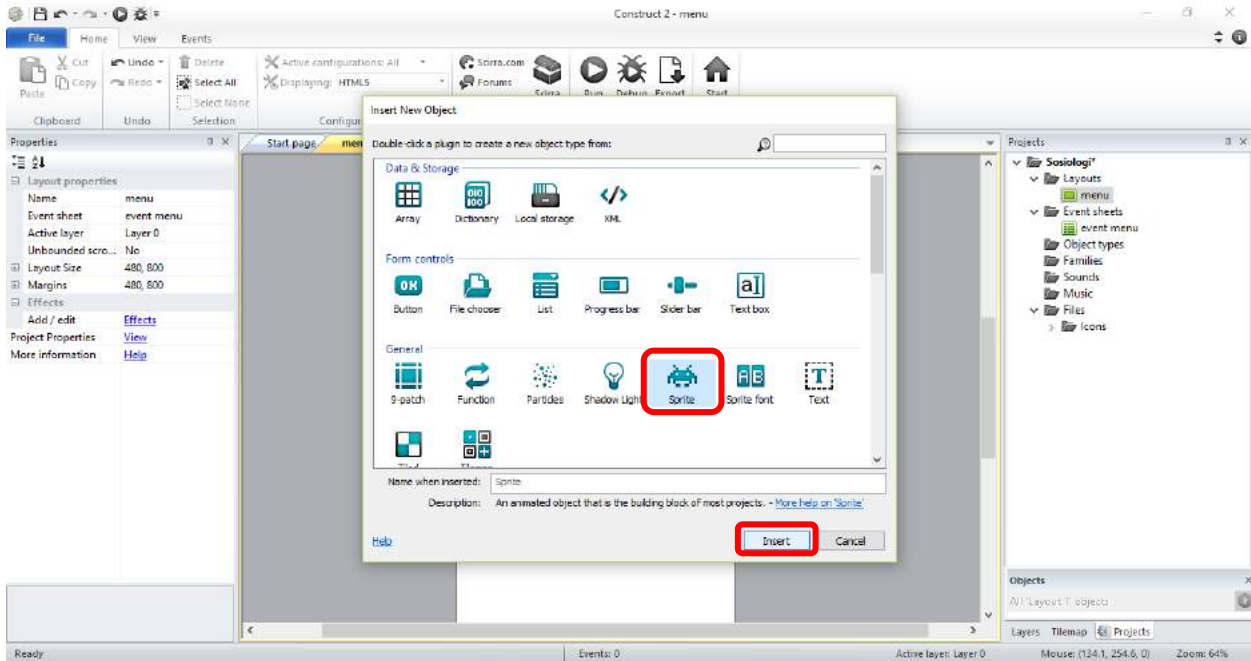 Construct 2 - menu
File Home View Events
Cut Copy Paste Clipboard
Undo Redo Undo
Delete Select All Select None Selection
Active configurations: All
Displaying: HTML5
Scirra.com
Forums
Run Debug Export Start
Properties
Layout properties
Name menu
Event sheet event menu
Active layer Layer 0
Unbounded scro... No
Layout Size 480, 800
Margins 480, 800
Effects
Add / edit Effects
Project Properties View
More information Help
Start page
Insert New Object
Double-click a plugin to create a new object type from:
Data & Storage
Array Dictionary Local storage XML
Form controls
Button File chooser List Progress bar Slider bar Text box
General
9-patch Function Particles Shadow Light Sprite Sprite font Text
Name when inserted: Sprite
Description: An animated object that is the building block of most projects. - More help on 'Sprite'
Help Insert Cancel
Projects
Sosiologi*
Layouts
menu
Event sheets
event menu
Object types
Families
Sounds
Music
Files
Icons
Objects
All 'Layout 1' objects
Layers Tilemap Projects
Ready Events: 0 Active layer: Layer 0 Mouse: (134.1, 254.6, 0) Zoom: 64%